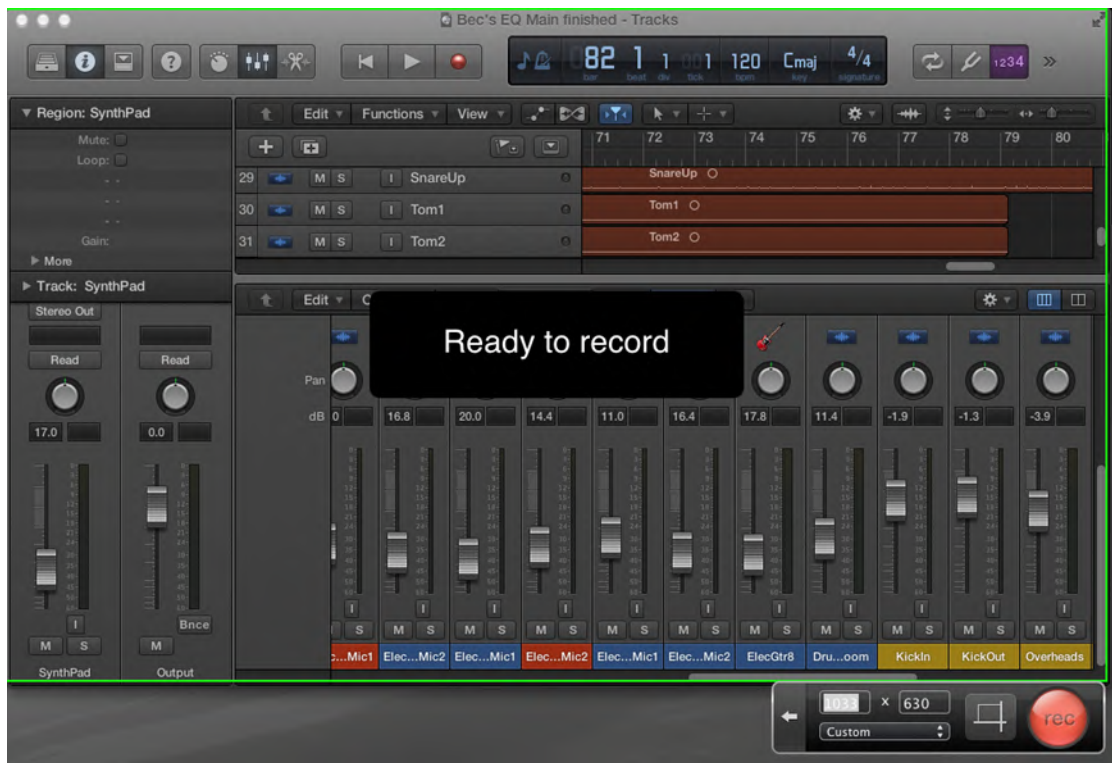 Bec's EQ Main finished - Tracks
82 1 1 1 120 Cmaj 4/4
bar beat div tick bpm key signature
1234
Region: SynthPad
Edit Functions View
Mute:
Loop:
71 72 73 74 75 76 77 78 79 80
29 M S I SnareUp
SnareUp
30 M S I Tom1
Tom1
31 M S I Tom2
Tom2
Gain:
More
Track: SynthPad
Edit
Stereo Out
Ready to record
Read Read
Pan
dB 0 16.8 20.0 14.4 11.0 16.4 17.8 11.4 -1.9 -1.3 -3.9
17.0 0.0
I I I I I I I I I I I
I Bnce
S M S M S M S M S M S M S M S M S M S M S
M S M
...Mic1 Elec...Mic2 Elec...Mic1 Elec...Mic2 Elec...Mic1 Elec...Mic2 ElecGtr8 Dru...oom KickIn KickOut Overheads
SynthPad Output
1033 x 630
Custom
rec